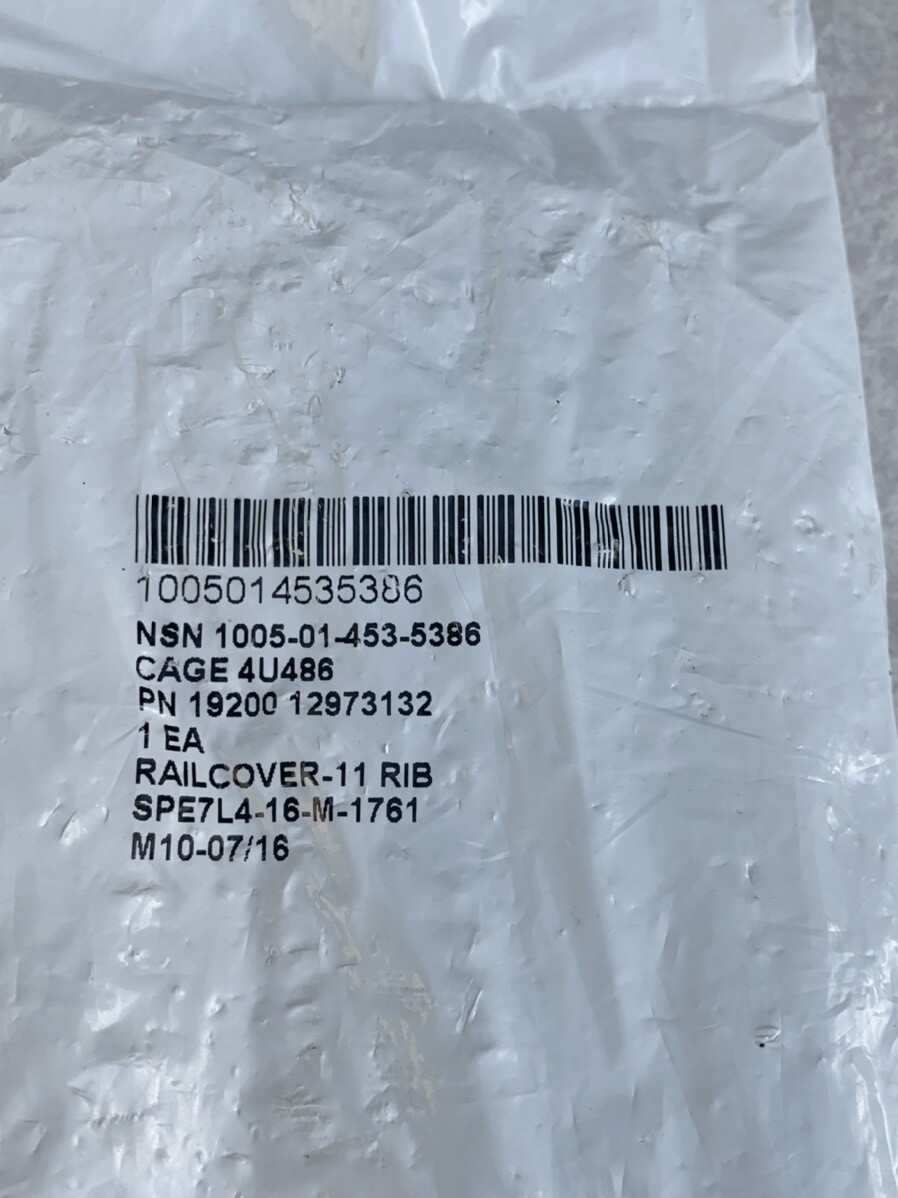 1005014535386
NSN 1005-01-453-5386
CAGE 4U486
PN 19200 12973132
1 EA
RAILCOVER-11 RIB
SPE7L4-16-M-1761
M10-07/16